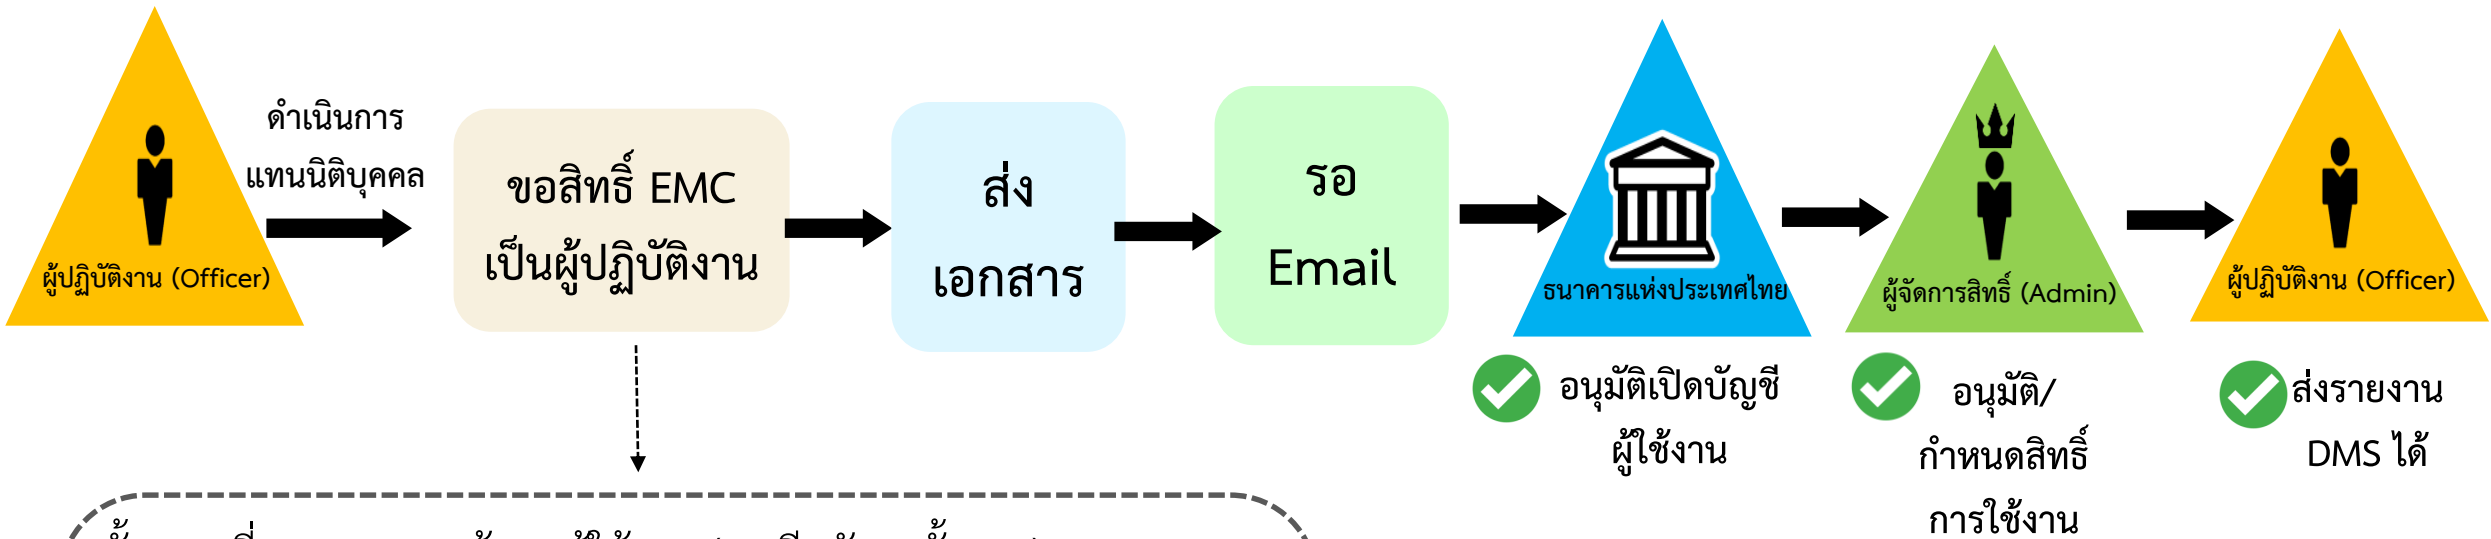 ผู้ปฏิบัติงาน (Officer)
ดำเนินการ
แทนนิติบุคคล
ขอสิทธิ์ EMC
เป็นผู้ปฏิบัติงาน
ส่ง
เอกสาร
รอ
Email
ธนาคารแห่งประเทศไทย
อนุมัติเปิดบัญชี
ผู้ใช้งาน
ผู้จัดการสิทธิ์ (Admin)
อนุมัติ/
กำหนดสิทธิ์
การใช้งาน
ผู้ปฏิบัติงาน (Officer)
ส่งรายงาน
DMS ได้